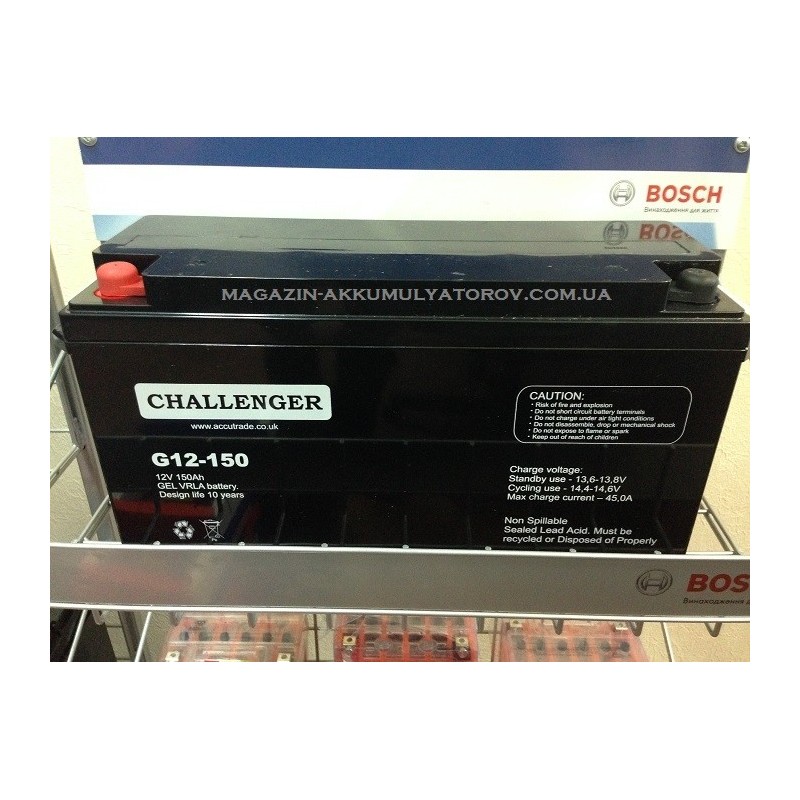 BOSCH
Винаходження для життя
BOSCH
MAGAZIN-AKKUMULYATOROV.COM.UA
CHALLENGER
www.accutrade.co.uk
G12-150
12V 150Ah
GEL VRLA battery.
Design life 10 years
CAUTION:
• Risk of fire and explosion
• Do not short circuit battery terminals
• Do not charge under air tight conditions
• Do not disassemble, drop or mechanical shock
• Do not expose to flame or spark
• Keep out of reach of children
Charge voltage:
Standby use - 13,6-13,8V
Cycling use - 14,4-14,6V
Max charge current – 45,0A
Non Spillable
Sealed Lead Acid. Must be
recycled or Disposed of Properly
BOS
Винаходження для